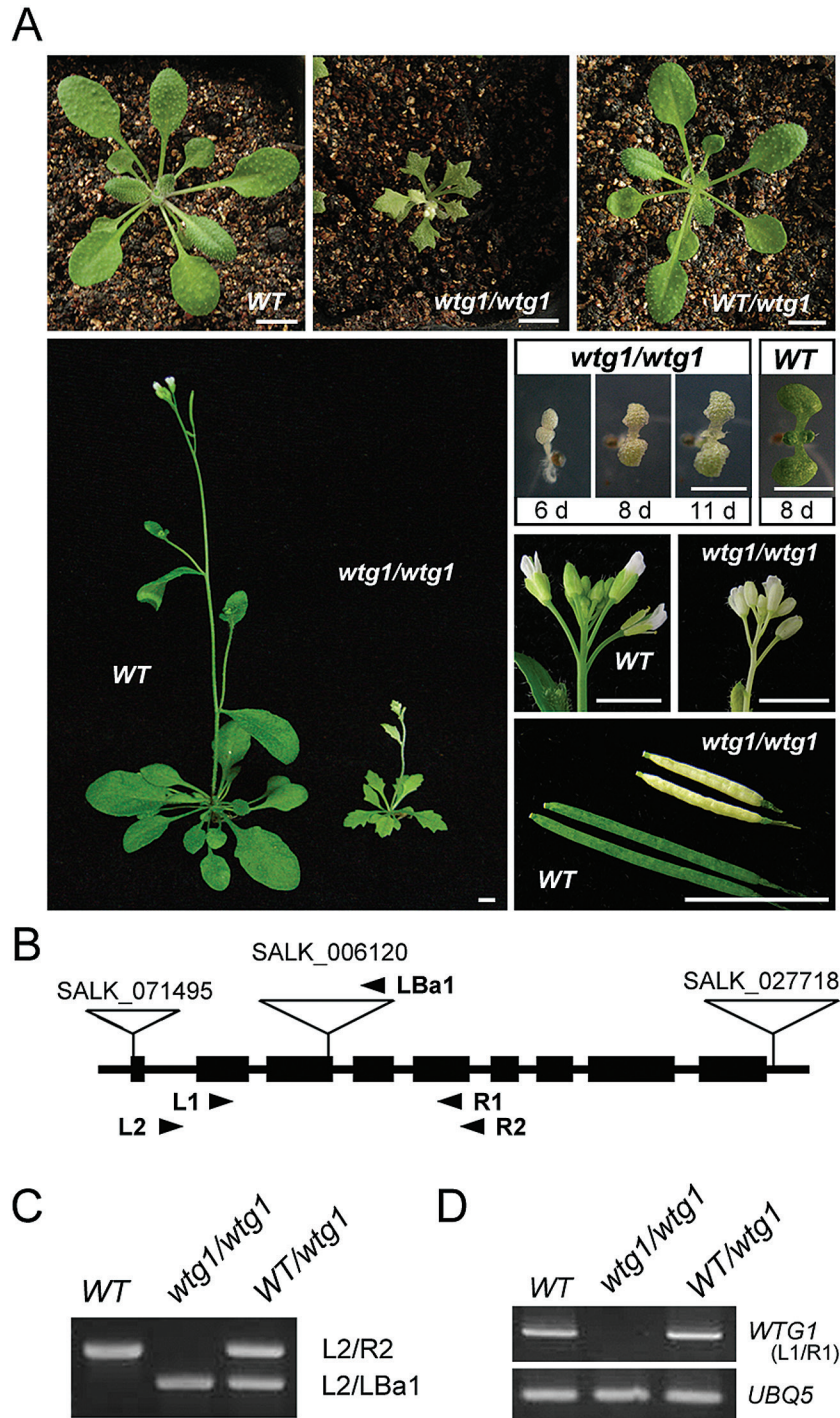 A
WT
wtg1/wtg1
WT/wtg1
wtg1/wtg1
WT
6 d
8 d
11 d
8 d
WT
wtg1/wtg1
WT
wtg1/wtg1
wtg1/wtg1
WT
B
SALK_071495
SALK_006120
LBa1
SALK_027718
L1
R1
L2
R2
C
WT
wtg1/wtg1
WT/wtg1
L2/R2
L2/LBa1
D
WT
wtg1/wtg1
WT/wtg1
WTG1
(L1/R1)
UBQ5